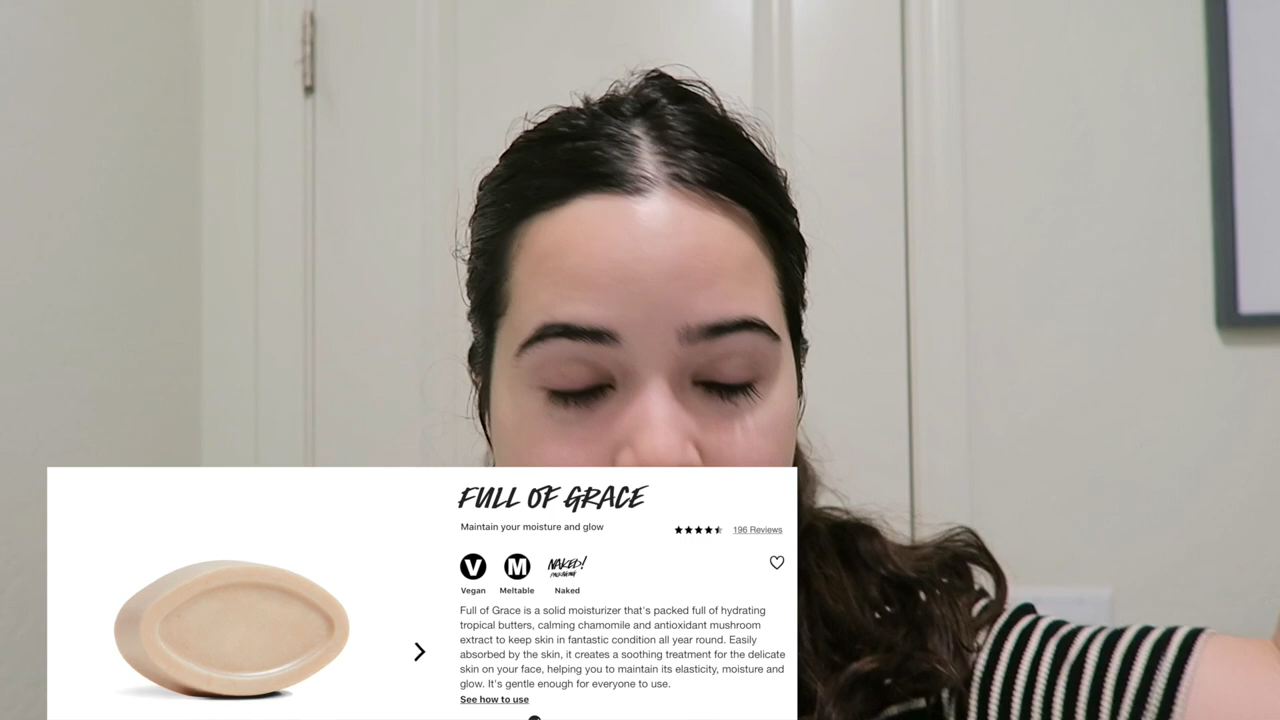 FULL OF GRACE
Maintain your moisture and glow
196 Reviews
V
M
NAKED!
PACKAGING
Vegan
Meltable
Naked
Full of Grace is a solid moisturizer that's packed full of hydrating
tropical butters, calming chamomile and antioxidant mushroom
extract to keep skin in fantastic condition all year round. Easily
absorbed by the skin, it creates a soothing treatment for the delicate
skin on your face, helping you to maintain its elasticity, moisture and
glow. It's gentle enough for everyone to use.
See how to use